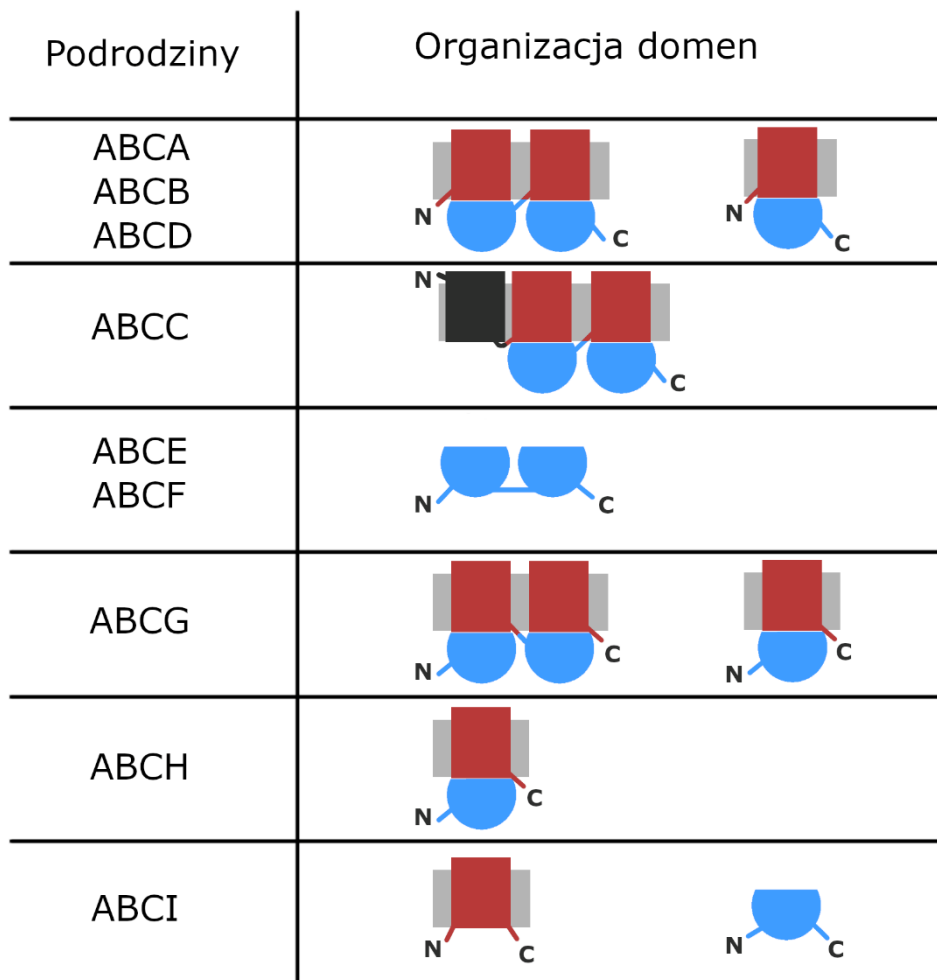 Podrodziny Organizacja domen
ABCA
ABCB
ABCD
N C N C
ABCC
N C
ABCE
ABCF
N C
ABCG
N C N C
ABCH
N C
ABCI
N C N C